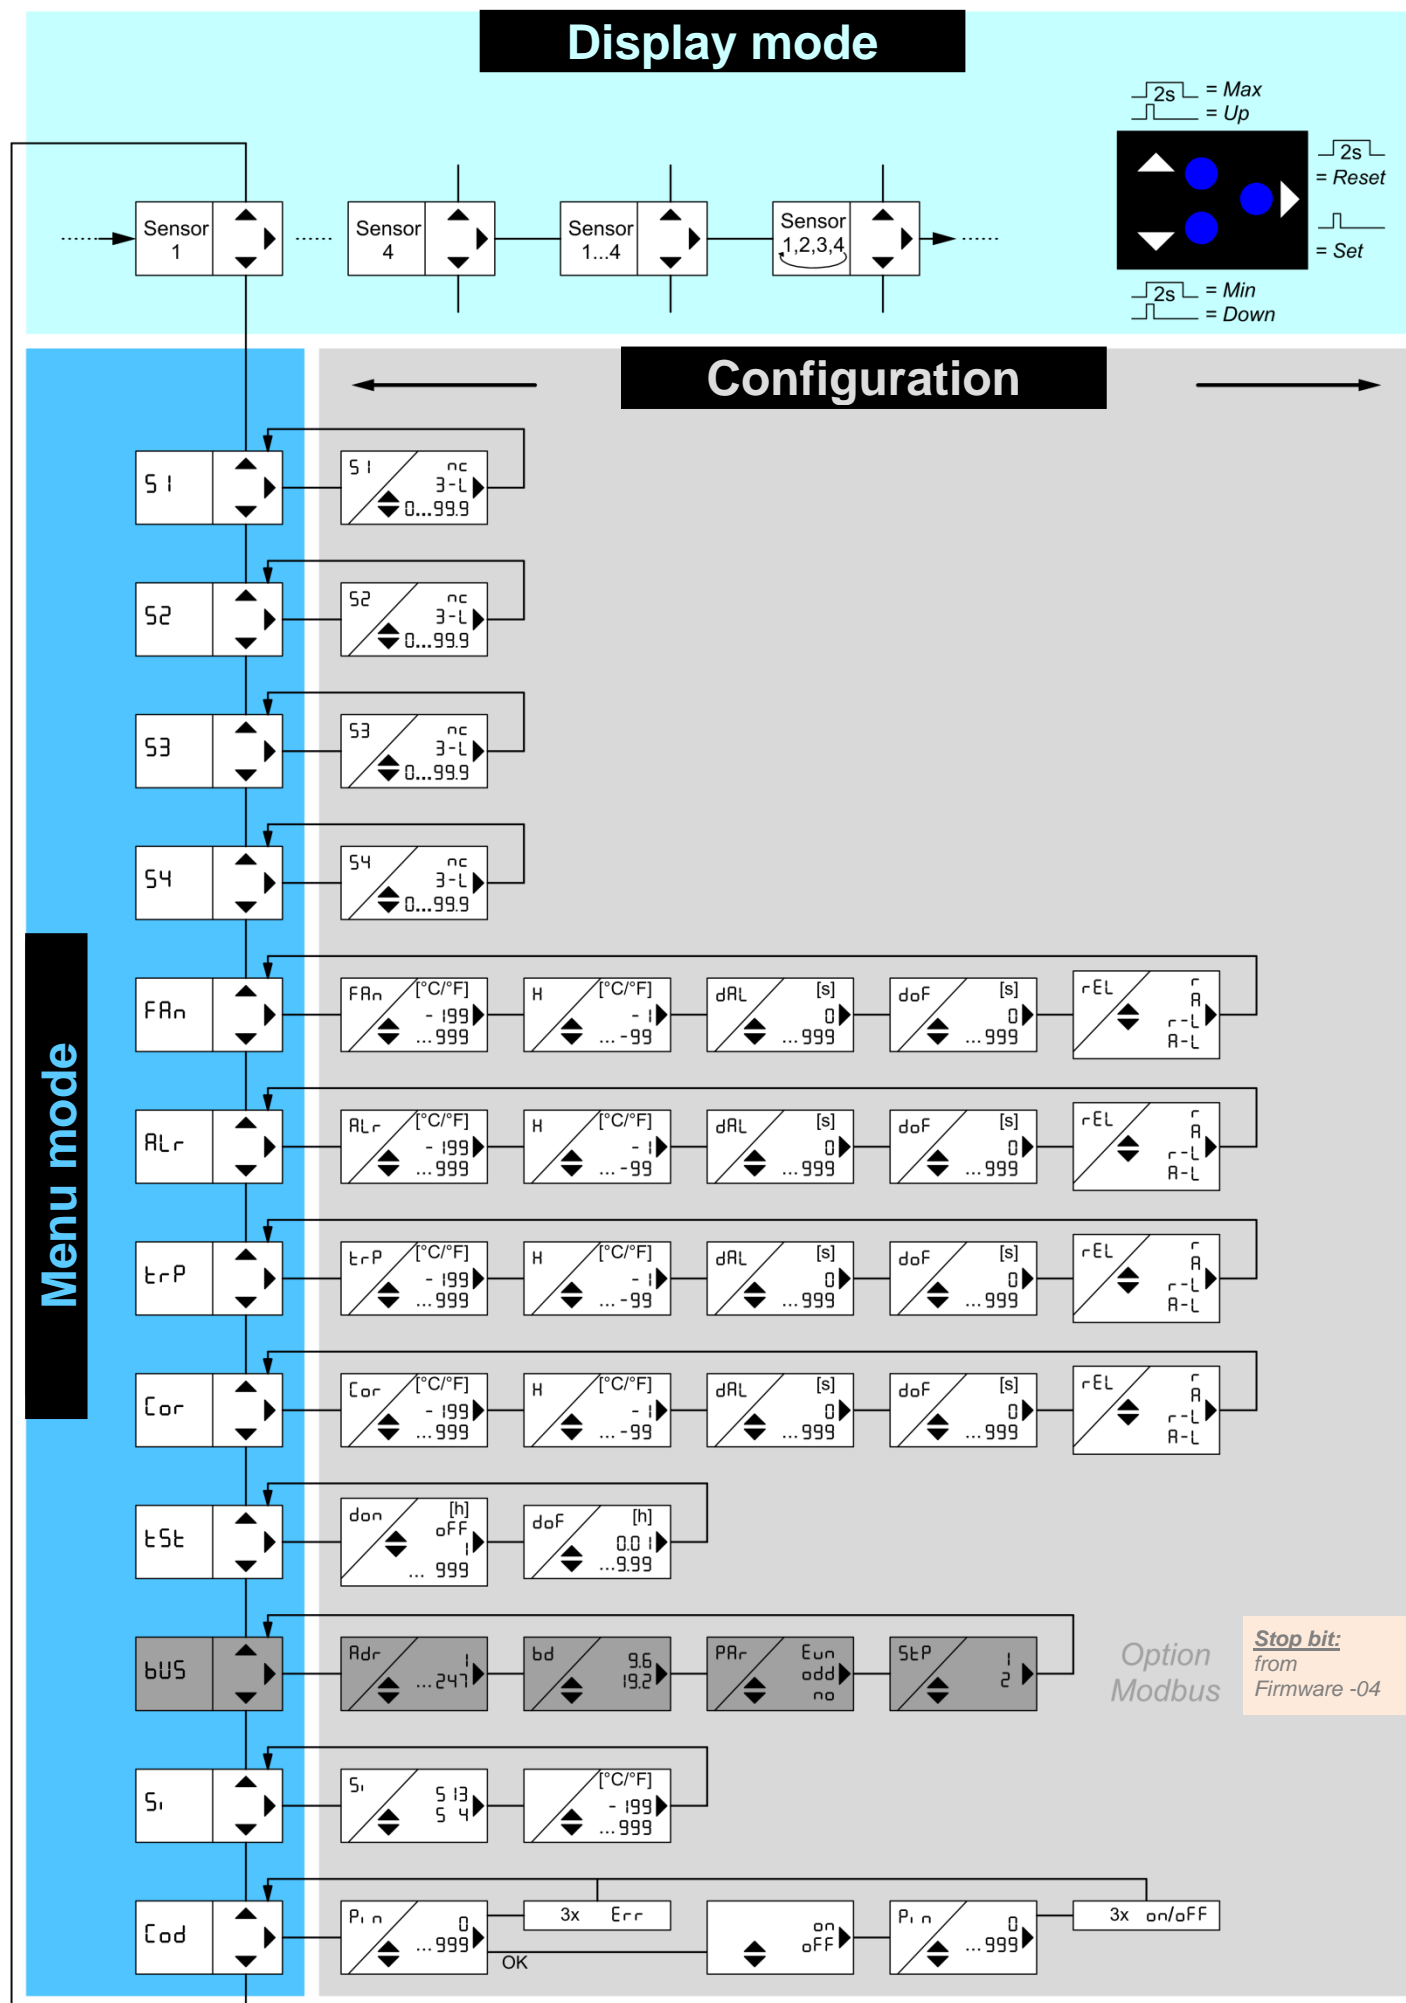 Display mode
2s = Max
= Up
2s
= Reset
= Set
2s = Min
= Down
Sensor
1
Sensor
4
Sensor
1...4
Sensor
1,2,3,4
Configuration
Menu mode
S1
S1 nc
3-L
0...99.9
S2
S2 nc
3-L
0...99.9
S3
S3 nc
3-L
0...99.9
S4
S4 nc
3-L
0...99.9
FAn
FAn [°C/°F]
-199
...999
H [°C/°F]
-1
...-99
dAL [s]
0
...999
doF [s]
0
...999
rEL r
A
r-L
A-L
ALr
ALr [°C/°F]
-199
...999
H [°C/°F]
-1
...-99
dAL [s]
0
...999
doF [s]
0
...999
rEL r
A
r-L
A-L
trP
trP [°C/°F]
-199
...999
H [°C/°F]
-1
...-99
dAL [s]
0
...999
doF [s]
0
...999
rEL r
A
r-L
A-L
Cor
Cor [°C/°F]
-199
...999
H [°C/°F]
-1
...-99
dAL [s]
0
...999
doF [s]
0
...999
rEL r
A
r-L
A-L
tSt
don [h]
oFF
1
... 999
doF [h]
0.01
...9.99
bUS
Adr 1
...247
bd 9.6
19.2
PAr Eun
odd
no
StP 1
2
Option
Modbus
Stop bit:
from
Firmware -04
Si
Si S13
S 4
[°C/°F]
-199
...999
Cod
Pin 0
...999
3x Err
OK
on
oFF
Pin 0
...999
3x on/oFF